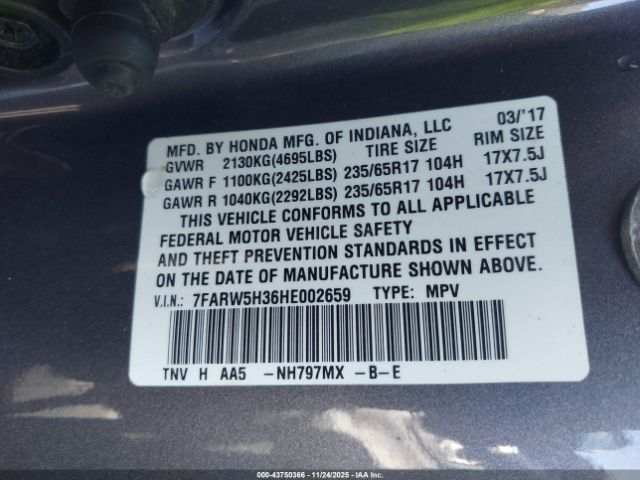 MFD. BY HONDA MFG. OF INDIANA, LLC 03/'17
GVWR 2130KG(4695LBS) TIRE SIZE RIM SIZE
GAWR F 1100KG(2425LBS) 235/65R17 104H 17X7.5J
GAWR R 1040KG(2292LBS) 235/65R17 104H 17X7.5J
THIS VEHICLE CONFORMS TO ALL APPLICABLE
FEDERAL MOTOR VEHICLE SAFETY
AND THEFT PREVENTION STANDARDS IN EFFECT
ON THE DATE OF MANUFACTURE SHOWN ABOVE.
V.I.N.: 7FARW5H36HE002659 TYPE: MPV
TNV H AA5 -NH797MX -B-E
000-43750366 - 11/24/2025 - IAAI.COM